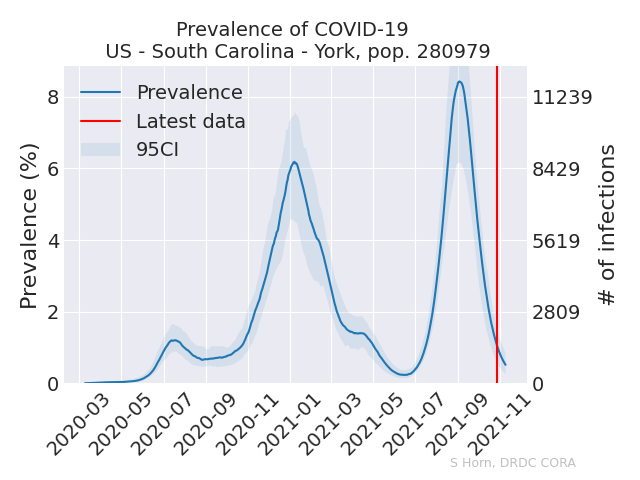 Prevalence of COVID-19
US - South Carolina - York, pop. 280979
Prevalence
Latest data
95CI
Prevalence (%)
8
6
4
2
0
# of infections
11239
8429
5619
2809
0
2020-03
2020-05
2020-07
2020-09
2020-11
2021-01
2021-03
2021-05
2021-07
2021-09
2021-11
S Horn, DRDC CORA